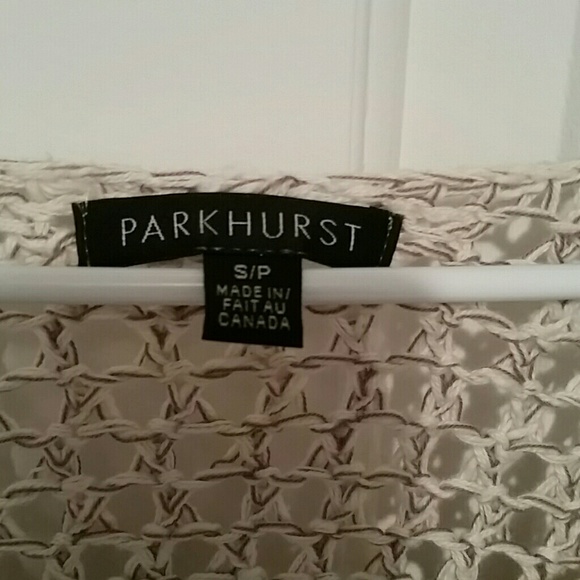 PARKHURST
S/P
MADE IN/
FAIT AU
CANADA